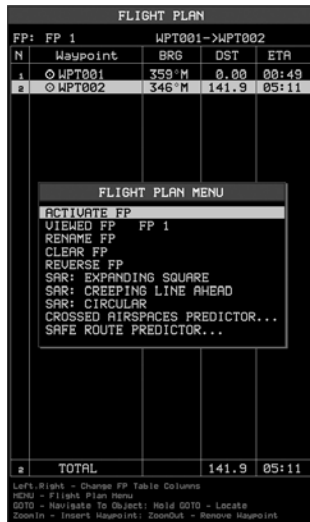 FLIGHT PLAN
FP: FP 1 WPT001->WPT002
N Waypoint BRG DST ETA
1 WPT001 359°M 0.00 00:49
2 WPT002 346°M 141.9 05:11
FLIGHT PLAN MENU
ACTIVATE FP
VIEWED FP FP 1
RENAME FP
CLEAR FP
REVERSE FP
SAR: EXPANDING SQUARE
SAR: CREEPING LINE AHEAD
SAR: CIRCULAR
CROSSED AIRSPACES PREDICTOR...
SAFE ROUTE PREDICTOR...
2 TOTAL 141.9 05:11
Left.Right - Change FP Table Columns
MENU - Flight Plan Menu
GOTO - Navigate To Object: Hold GOTO - Locate
ZoomIn - Insert Waypoint: ZoomOut - Remove Waypoint